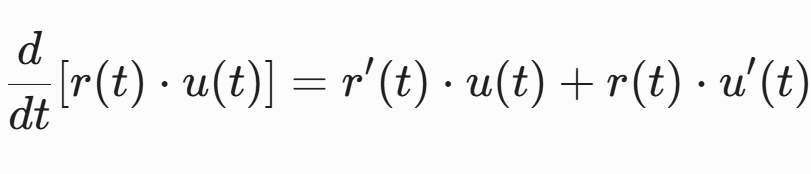 d/dt [r(t) · u(t)] = r′(t) · u(t) + r(t) · u′(t)